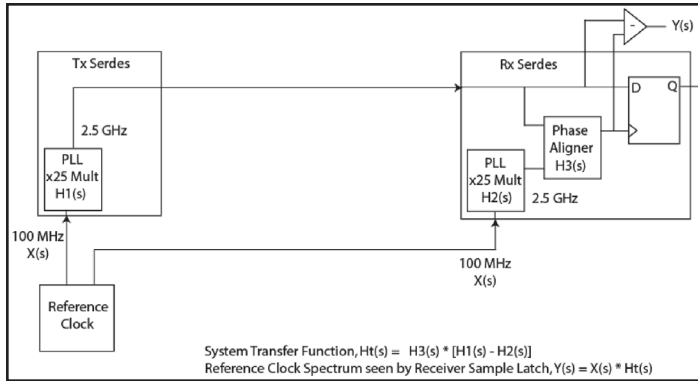 - Y(s)
Tx Serdes
Rx Serdes
D Q
2.5 GHz
PLL
x25 Mult
H1(s)
Phase
Aligner
H3(s)
PLL
x25 Mult
H2(s)
2.5 GHz
100 MHz
X(s)
100 MHz
X(s)
Reference
Clock
System Transfer Function, Ht(s) = H3(s) * [H1(s) - H2(s)]
Reference Clock Spectrum seen by Receiver Sample Latch, Y(s) = X(s) * Ht(s)